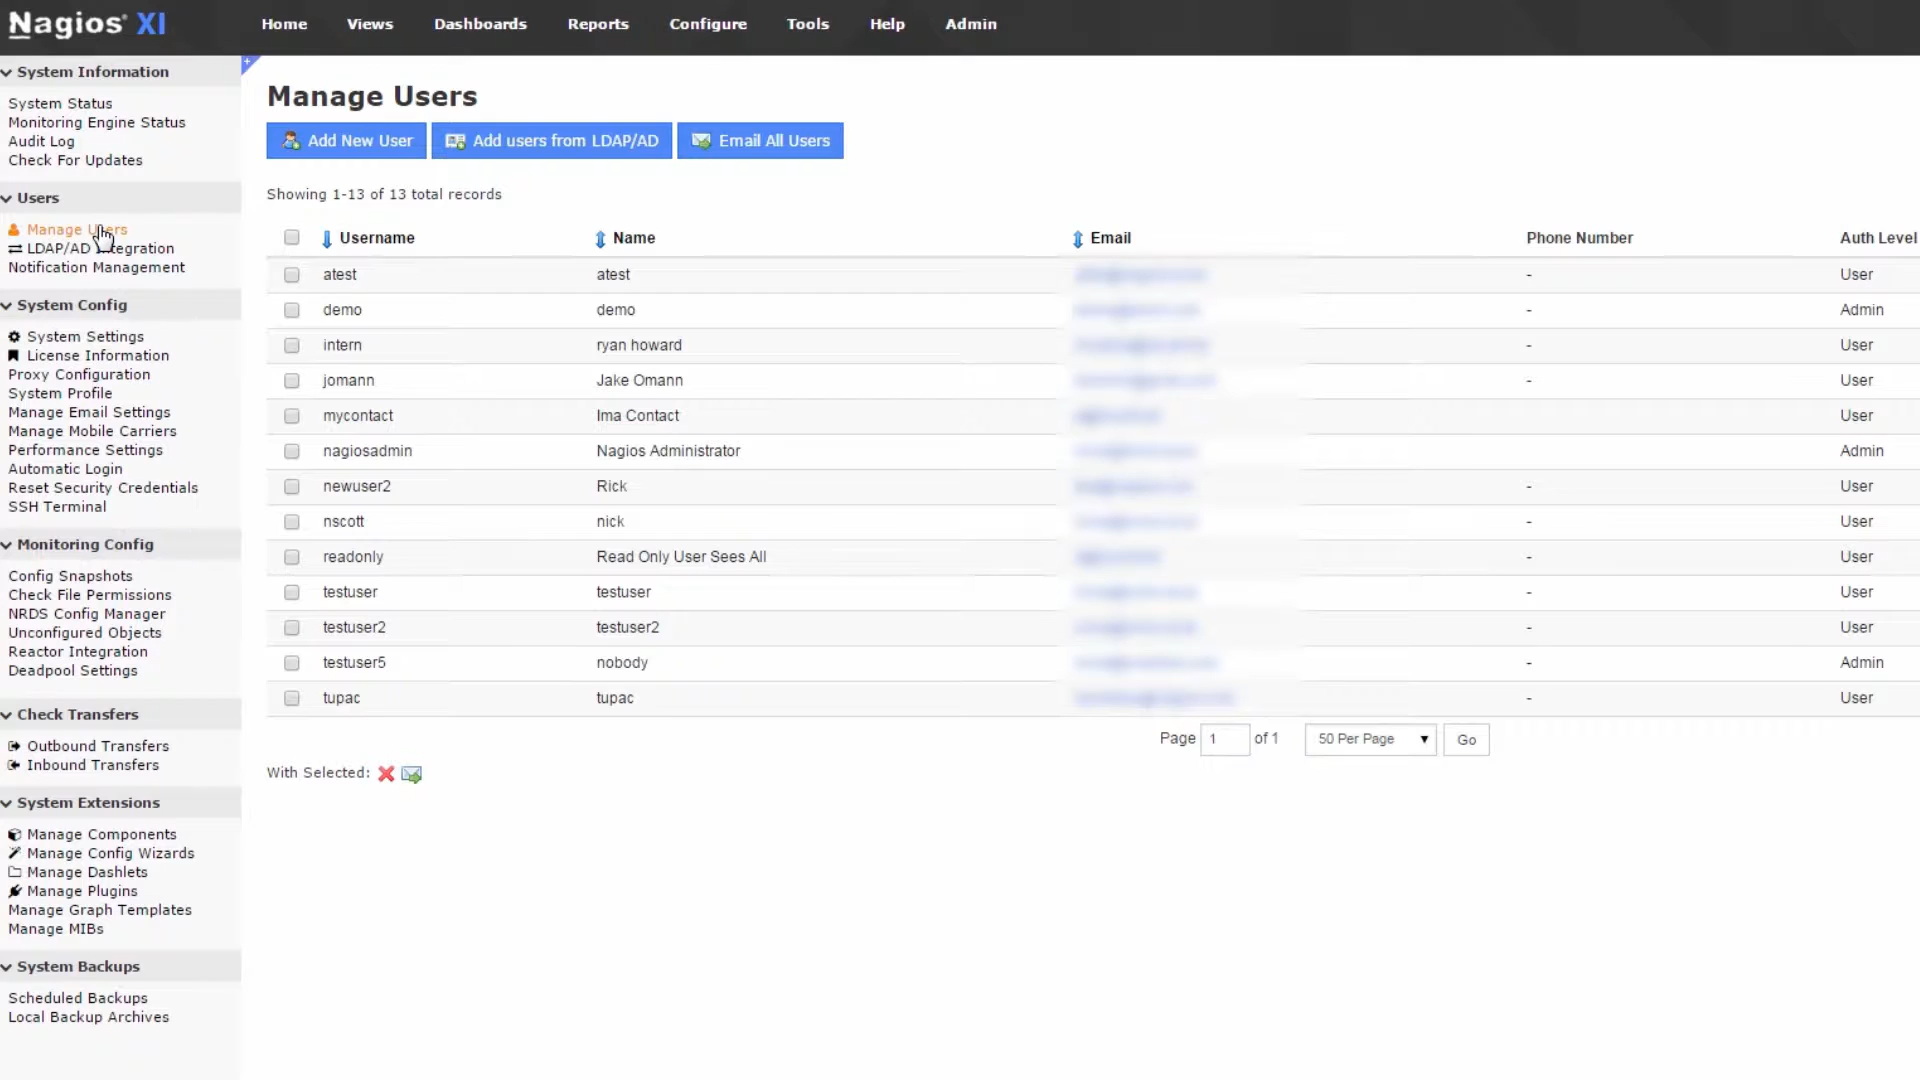 Nagios XI
Home Views Dashboards Reports Configure Tools Help Admin
System Information
System Status
Monitoring Engine Status
Audit Log
Check For Updates
Users
Manage Users
LDAP/AD Integration
Notification Management
System Config
System Settings
License Information
Proxy Configuration
System Profile
Manage Email Settings
Manage Mobile Carriers
Performance Settings
Automatic Login
Reset Security Credentials
SSH Terminal
Monitoring Config
Config Snapshots
Check File Permissions
NRDS Config Manager
Unconfigured Objects
Reactor Integration
Deadpool Settings
Check Transfers
Outbound Transfers
Inbound Transfers
System Extensions
Manage Components
Manage Config Wizards
Manage Dashlets
Manage Plugins
Manage Graph Templates
Manage MIBs
System Backups
Scheduled Backups
Local Backup Archives
Manage Users
Add New User Add users from LDAP/AD Email All Users
Showing 1-13 of 13 total records
Username Name Email Phone Number Auth Level
atest atest - User
demo demo - Admin
intern ryan howard - User
jomann Jake Omann - User
mycontact Ima Contact User
nagiosadmin Nagios Administrator Admin
newuser2 Rick - User
nscott nick - User
readonly Read Only User Sees All - User
testuser testuser - User
testuser2 testuser2 - User
testuser5 nobody - Admin
tupac tupac - User
Page 1 of 1 50 Per Page Go
With Selected: